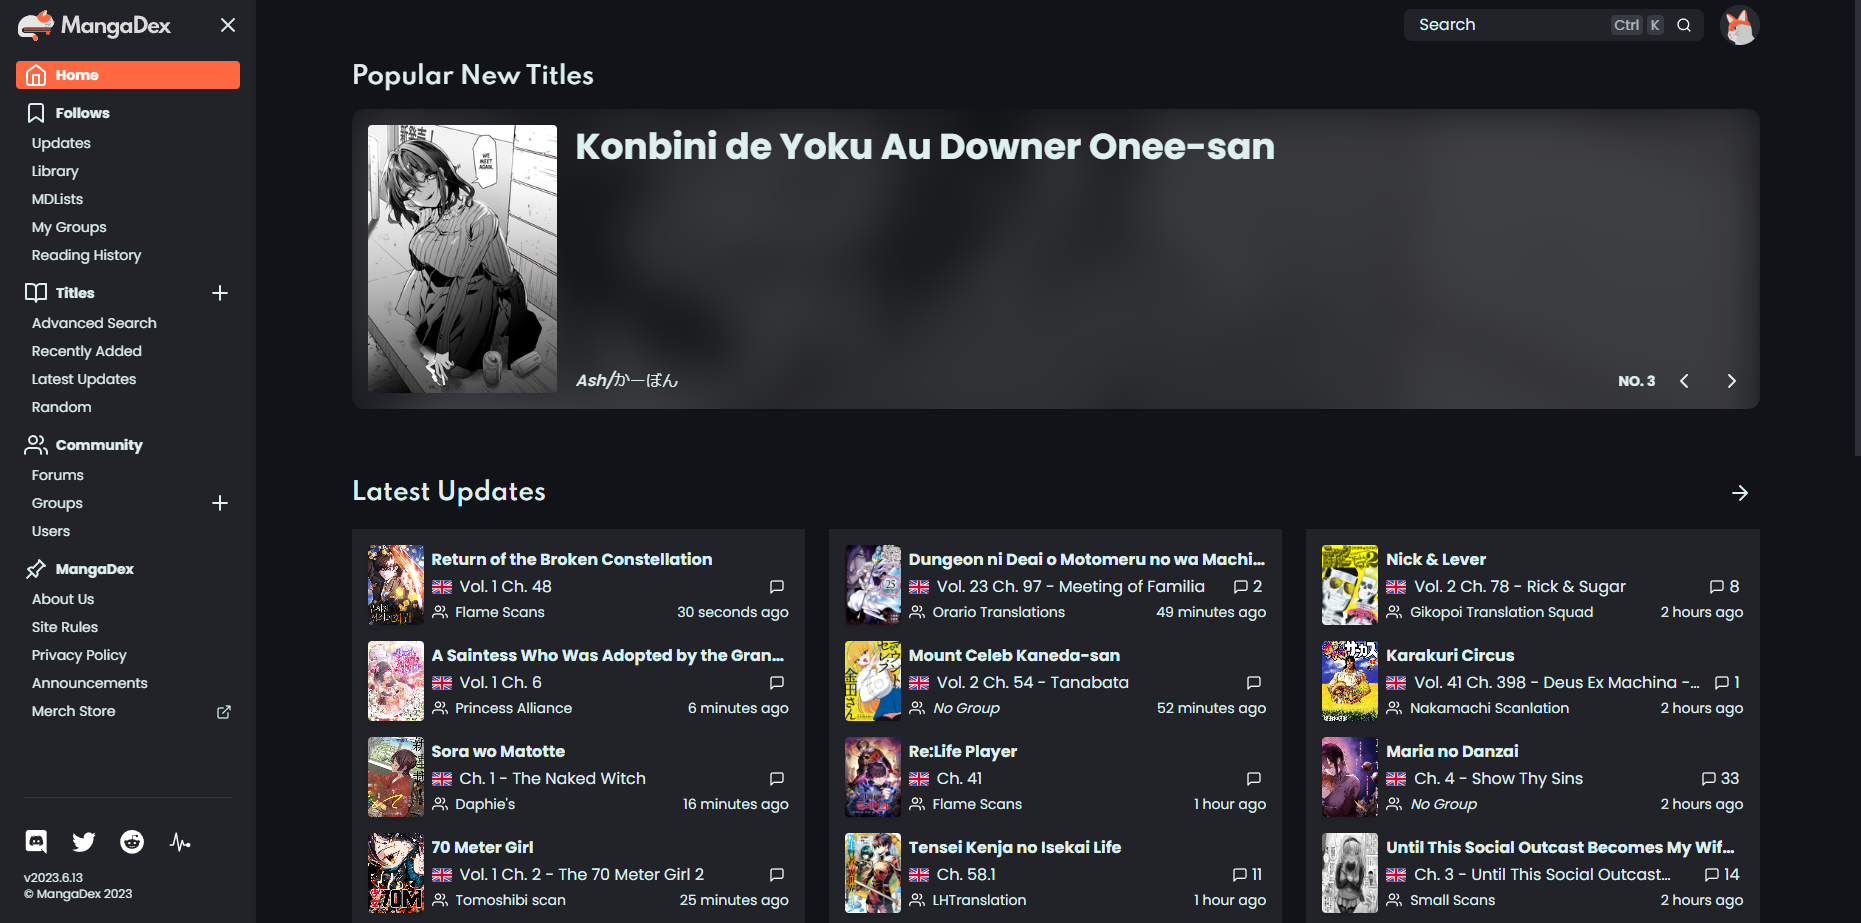 MangaDex
Home
Follows
Updates
Library
MDLists
My Groups
Reading History
Titles
Advanced Search
Recently Added
Latest Updates
Random
Community
Forums
Groups
Users
MangaDex
About Us
Site Rules
Privacy Policy
Announcements
Merch Store
v2023.6.13
© MangaDex 2023
Search Ctrl K
Popular New Titles
WE
MEET
AGAIN.
Konbini de Yoku Au Downer Onee-san
Ash/かーぼん
NO. 3
Latest Updates
Return of the Broken Constellation
Vol. 1 Ch. 48
Flame Scans 30 seconds ago
A Saintess Who Was Adopted by the Gran...
Vol. 1 Ch. 6
Princess Alliance 6 minutes ago
Sora wo Matotte
Ch. 1 - The Naked Witch
Daphie's 16 minutes ago
70M
70 Meter Girl
Vol. 1 Ch. 2 - The 70 Meter Girl 2
Tomoshibi scan 25 minutes ago
25
Dungeon ni Deai o Motomeru no wa Machi...
Vol. 23 Ch. 97 - Meeting of Familia 2
Orario Translations 49 minutes ago
Mount Celeb Kaneda-san
Vol. 2 Ch. 54 - Tanabata
No Group 52 minutes ago
Re:Life Player
Ch. 41
Flame Scans 1 hour ago
Tensei Kenja no Isekai Life
Ch. 58.1 11
LHTranslation 1 hour ago
Nick & Lever
Vol. 2 Ch. 78 - Rick & Sugar 8
Gikopoi Translation Squad 2 hours ago
Karakuri Circus
Vol. 41 Ch. 398 - Deus Ex Machina -... 1
Nakamachi Scanlation 2 hours ago
Maria no Danzai
Ch. 4 - Show Thy Sins 33
No Group 2 hours ago
Until This Social Outcast Becomes My Wif...
Ch. 3 - Until This Social Outcast... 14
Small Scans 2 hours ago